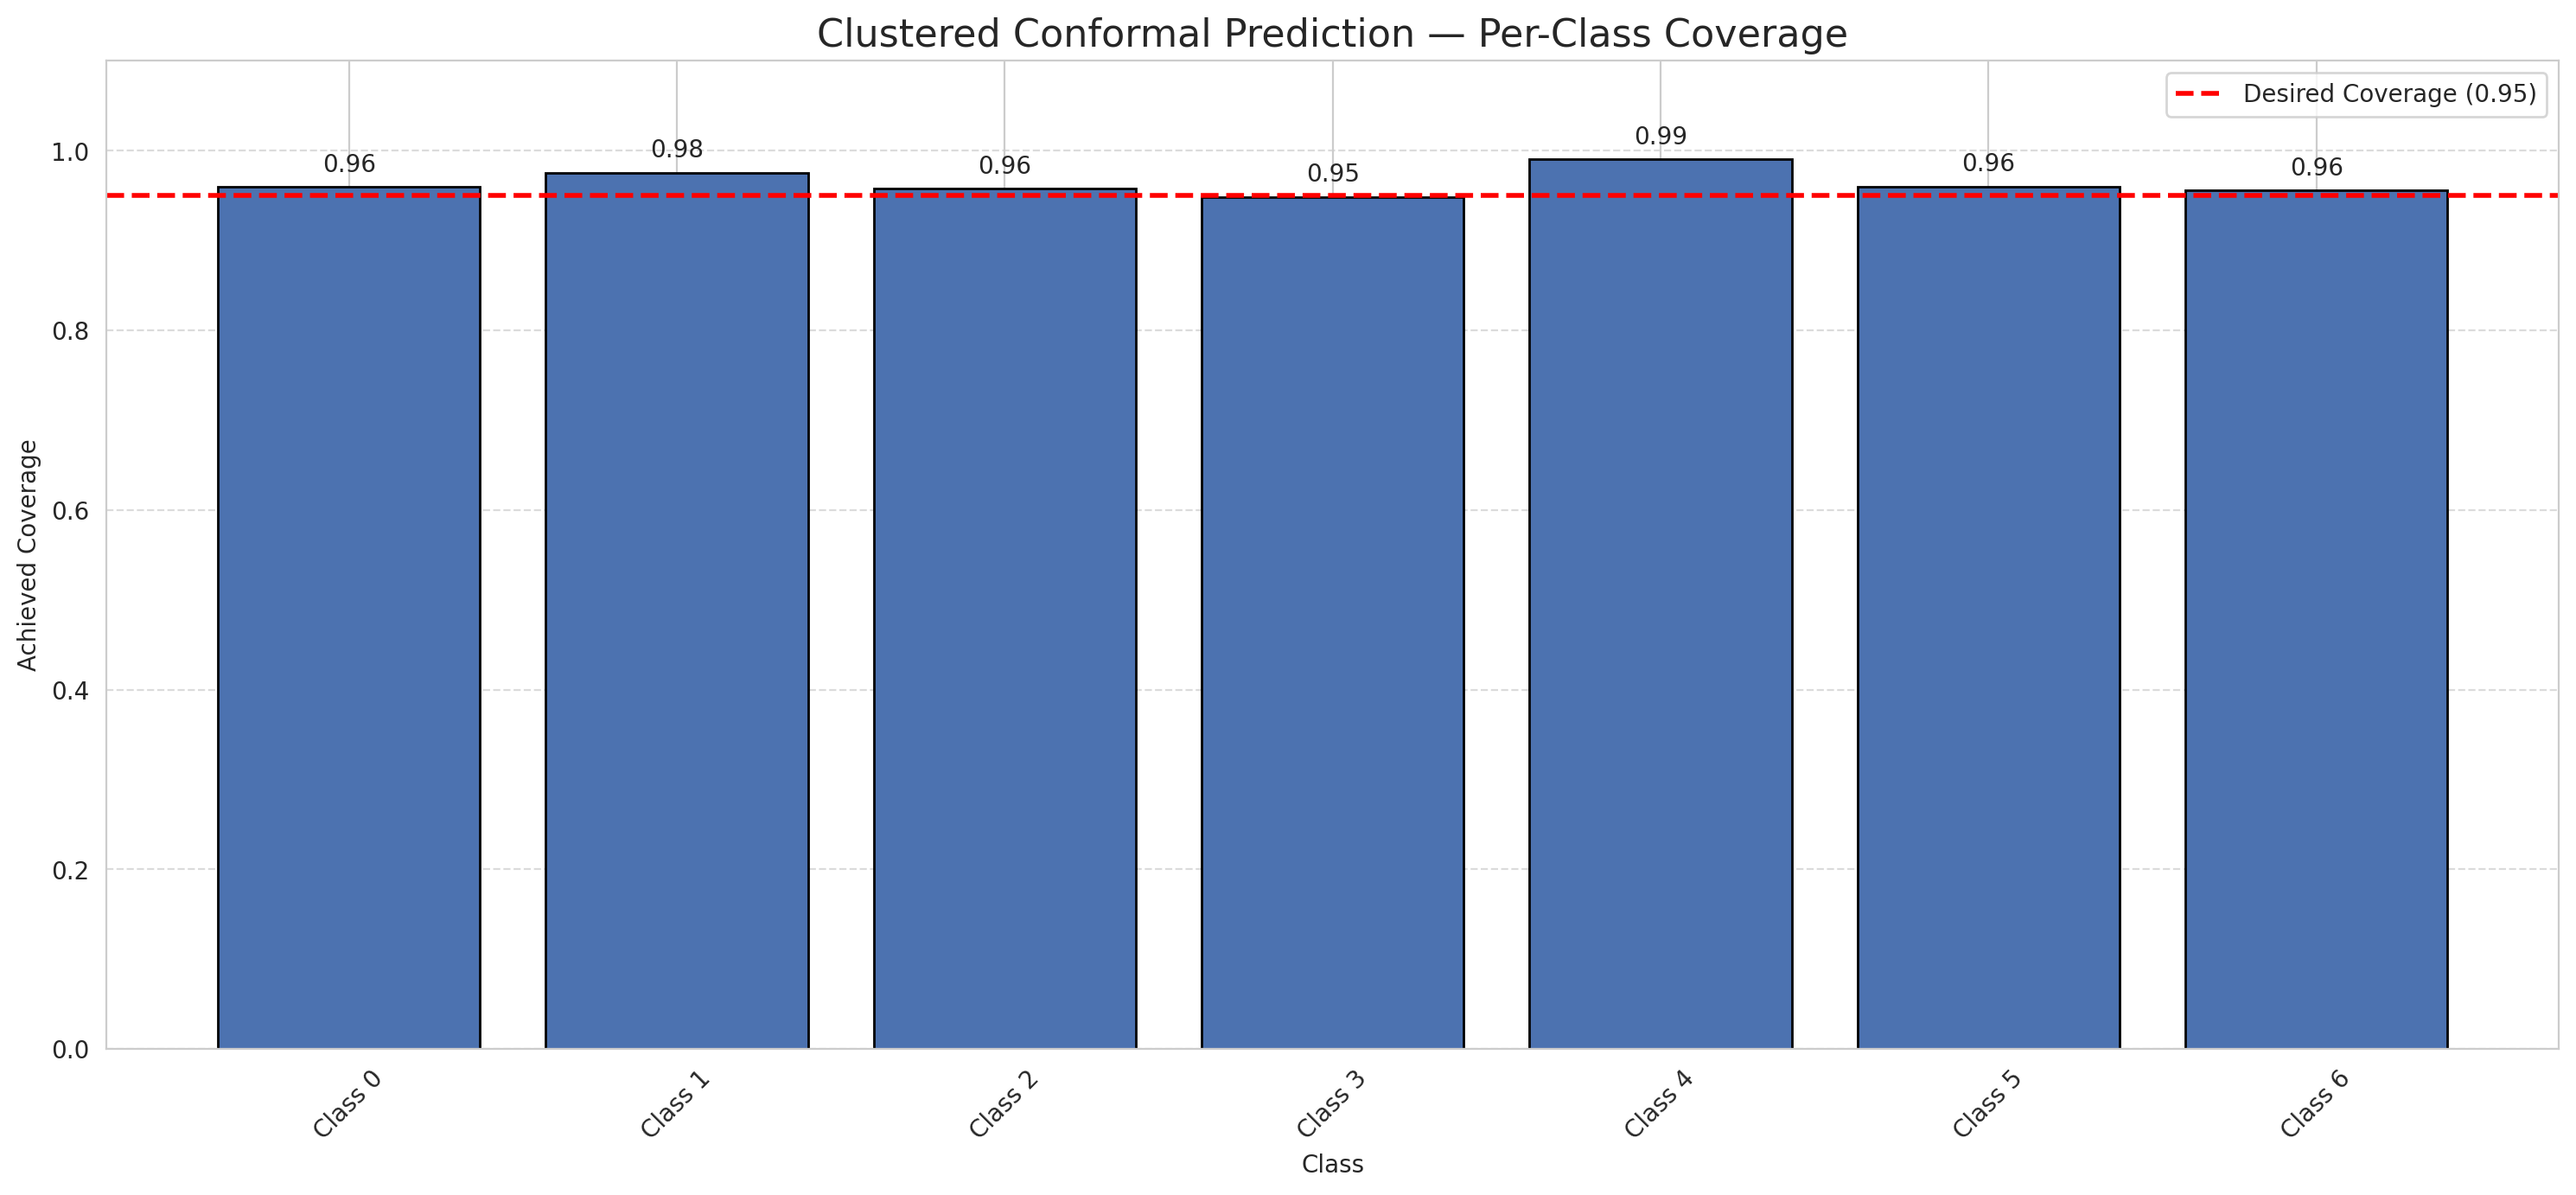 Clustered Conformal Prediction — Per-Class Coverage
Desired Coverage (0.95)
Achieved Coverage
1.0
0.8
0.6
0.4
0.2
0.0
0.96
0.98
0.96
0.95
0.99
0.96
0.96
Class 0
Class 1
Class 2
Class 3
Class 4
Class 5
Class 6
Class